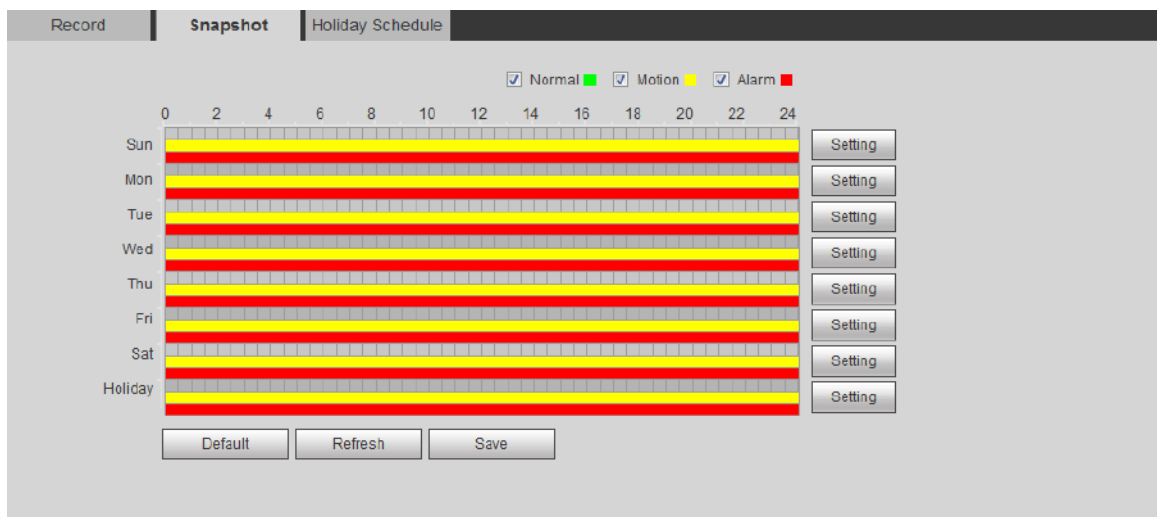 Record Snapshot Holiday Schedule
Normal Motion Alarm
0 2 4 6 8 10 12 14 16 18 20 22 24
Sun Setting
Mon Setting
Tue Setting
Wed Setting
Thu Setting
Fri Setting
Sat Setting
Holiday Setting
Default Refresh Save